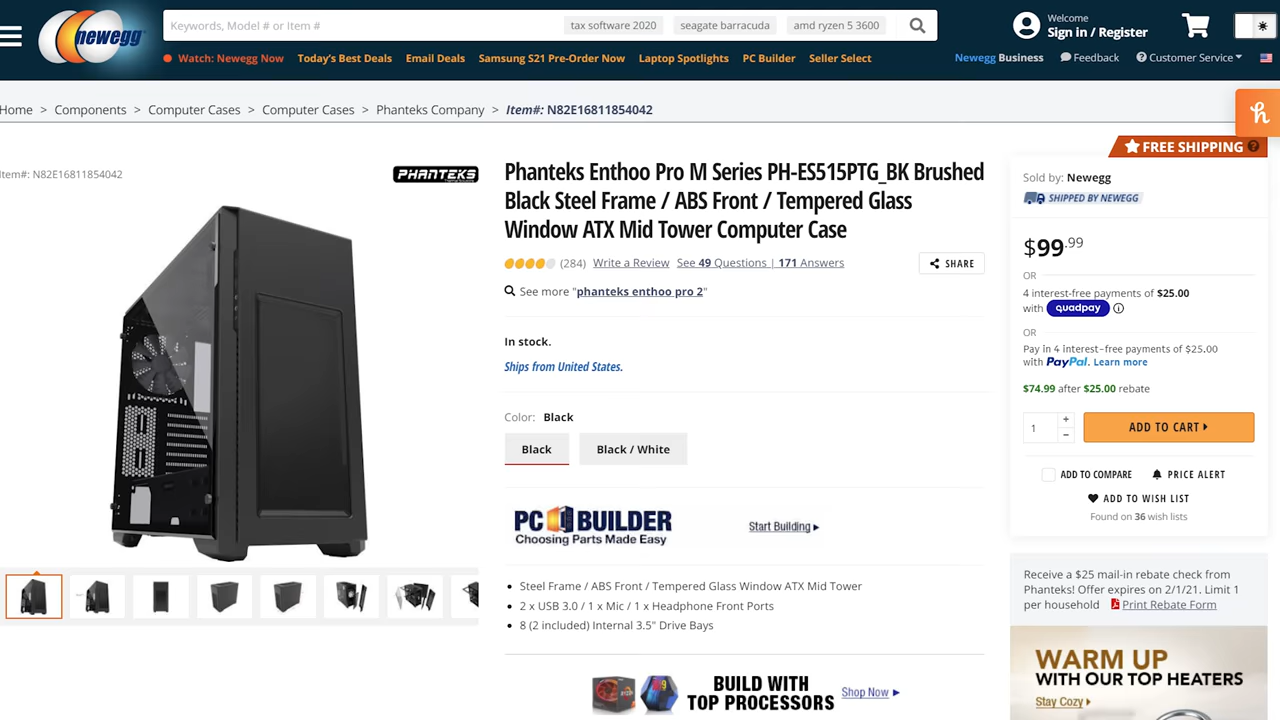 newegg
Keywords, Model # or Item #
tax software 2020
seagate barracuda
amd ryzen 5 3600
Welcome
Sign in / Register
Watch: Newegg Now
Today's Best Deals
Email Deals
Samsung S21 Pre-Order Now
Laptop Spotlights
PC Builder
Seller Select
Newegg Business
Feedback
Customer Service
Home > Components > Computer Cases > Computer Cases > Phanteks Company > Item#: N82E16811854042
Item#: N82E16811854042
PHANTEKS
Phanteks Enthoo Pro M Series PH-ES515PTG_BK Brushed
Black Steel Frame / ABS Front / Tempered Glass
Window ATX Mid Tower Computer Case
(284) Write a Review See 49 Questions | 171 Answers
SHARE
See more "phanteks enthoo pro 2"
In stock.
Ships from United States.
Color: Black
Black
Black / White
PC BUILDER
Choosing Parts Made Easy
Start Building
• Steel Frame / ABS Front / Tempered Glass Window ATX Mid Tower
• 2 x USB 3.0 / 1 x Mic / 1 x Headphone Front Ports
• 8 (2 included) Internal 3.5" Drive Bays
BUILD WITH
TOP PROCESSORS
Shop Now
FREE SHIPPING
Sold by: Newegg
SHIPPED BY NEWEGG
$99.99
OR
4 interest-free payments of $25.00
with quadpay
OR
Pay in 4 interest-free payments of $25.00
with PayPal. Learn more
$74.99 after $25.00 rebate
1
+
−
ADD TO CART
ADD TO COMPARE
PRICE ALERT
ADD TO WISH LIST
Found on 36 wish lists
Receive a $25 mail-in rebate check from
Phanteks! Offer expires on 2/1/21. Limit 1
per household Print Rebate Form
WARM UP
WITH OUR TOP HEATERS
Stay Cozy